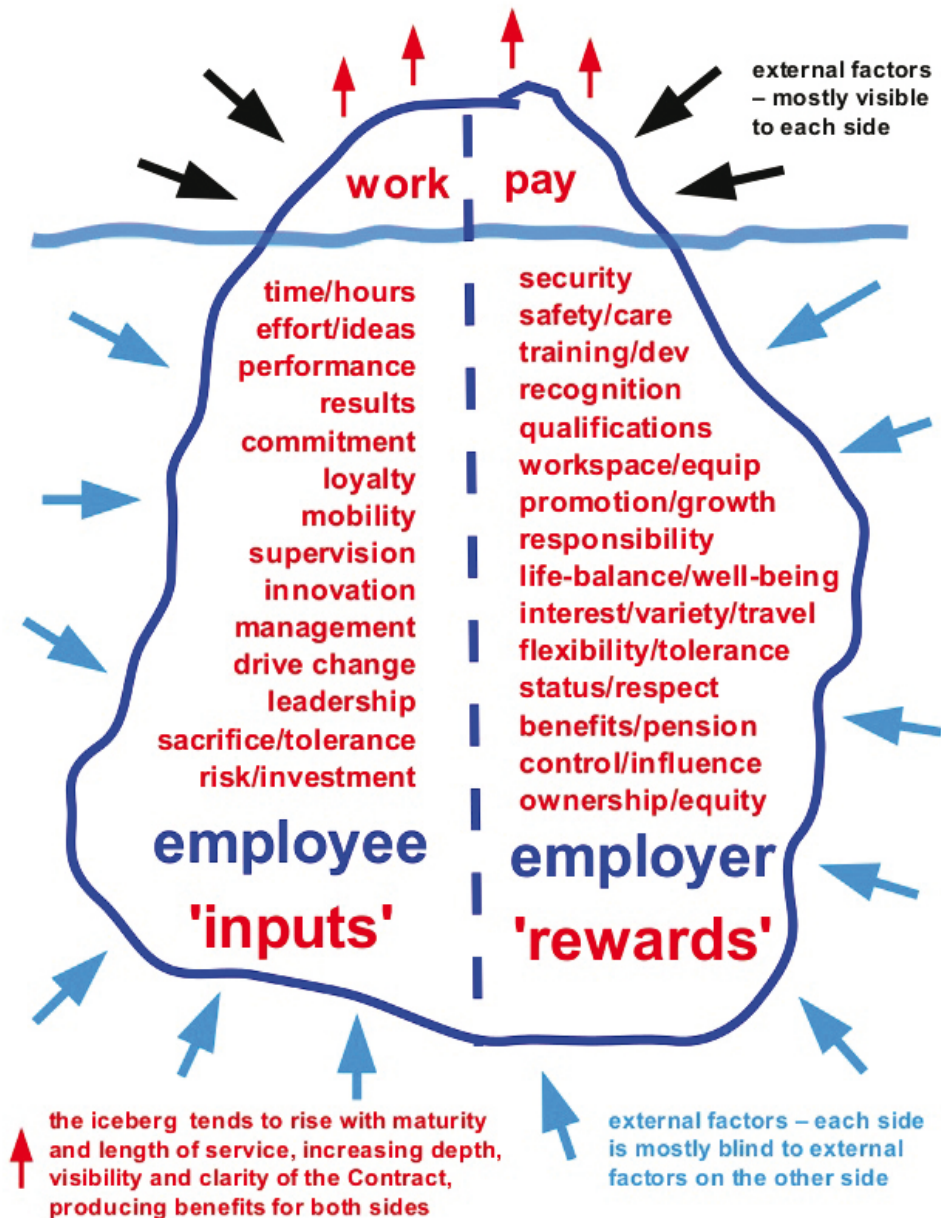 external factors
– mostly visible
to each side
work
pay
time/hours
effort/ideas
performance
results
commitment
loyalty
mobility
supervision
innovation
management
drive change
leadership
sacrifice/tolerance
risk/investment
employee
'inputs'
security
safety/care
training/dev
recognition
qualifications
workspace/equip
promotion/growth
responsibility
life-balance/well-being
interest/variety/travel
flexibility/tolerance
status/respect
benefits/pension
control/influence
ownership/equity
employer
'rewards'
the iceberg tends to rise with maturity
and length of service, increasing depth,
visibility and clarity of the Contract,
producing benefits for both sides
external factors – each side
is mostly blind to external
factors on the other side